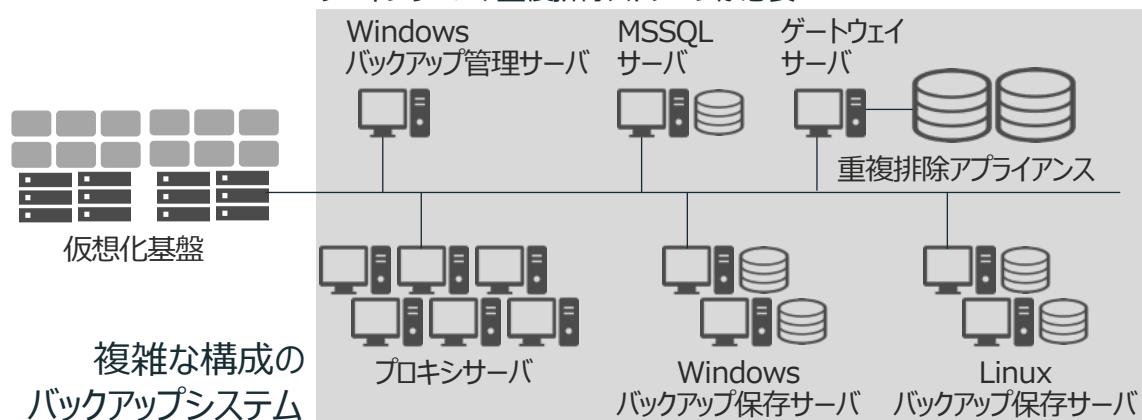 Windows
バックアップ管理サーバ
MSSQL
サーバ
ゲートウェイ
サーバ
重複排除アプライアンス
仮想化基盤
複雑な構成の
バックアップシステム
プロキシサーバ
Windows
バックアップ保存サーバ
Linux
バックアップ保存サーバ